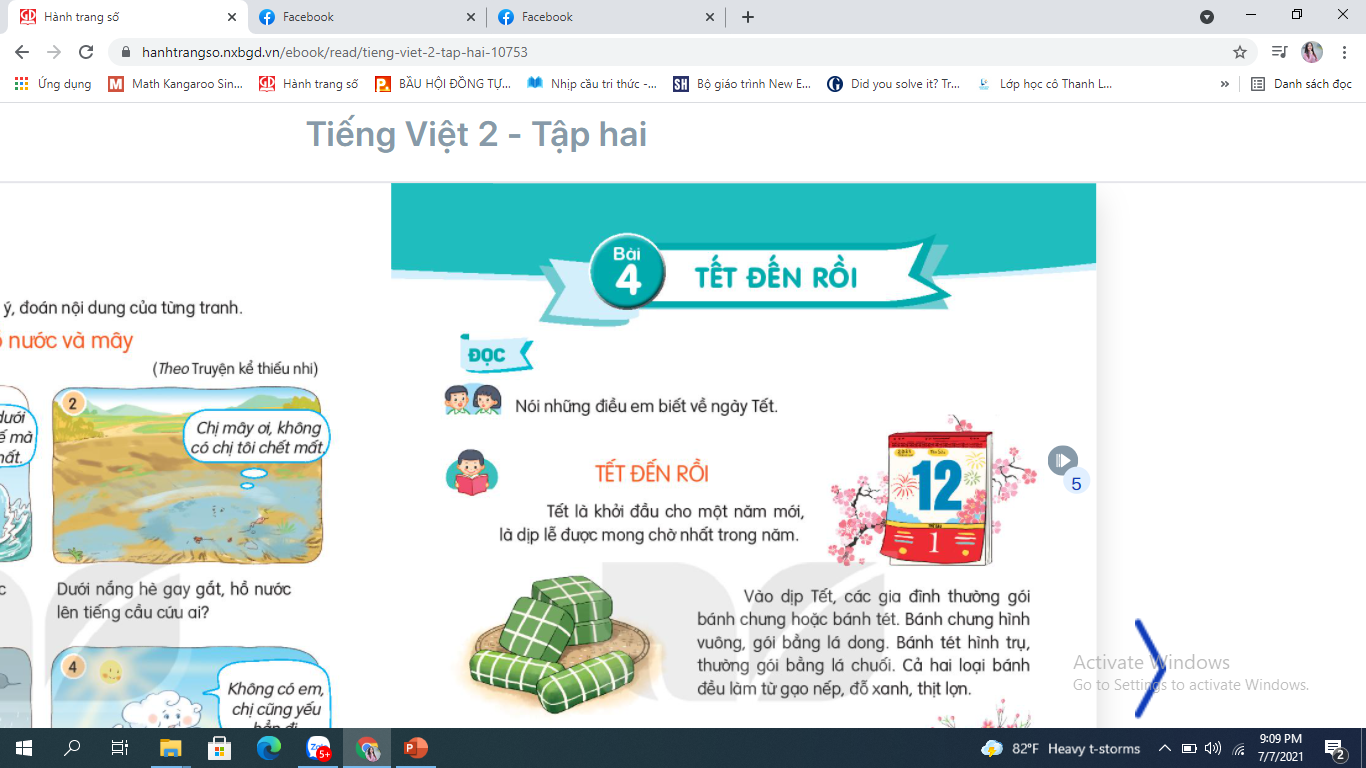 Hành trang số
Facebook
Facebook
hanhtrangso.nxbgd.vn/ebook/read/tieng-viet-2-tap-hai-10753
Ứng dụng
Math Kangaroo Sin...
Hành trang số
BẦU HỘI ĐỒNG TỰ...
Nhịp cầu tri thức -...
Bộ giáo trình New E...
Did you solve it? Tr...
Lớp học cô Thanh L...
»
Danh sách đọc
Tiếng Việt 2 - Tập hai
ý, đoán nội dung của từng tranh.
nước và mây
(Theo Truyện kể thiếu nhi)
2
Chị mây ơi, không
có chị tôi chết mất.
Dưới nắng hè gay gắt, hồ nước
lên tiếng cầu cứu ai?
4
Không có em,
chị cũng yếu
Bài
4
TẾT ĐẾN RỒI
ĐỌC
Nói những điều em biết về ngày Tết.
TẾT ĐẾN RỒI
Tết là khởi đầu cho một năm mới,
là dịp lễ được mong chờ nhất trong năm.
12
1
5
Vào dịp Tết, các gia đình thường gói
bánh chưng hoặc bánh tét. Bánh chưng hình
vuông, gói bằng lá dong. Bánh tét hình trụ,
thường gói bằng lá chuối. Cả hai loại bánh
đều làm từ gạo nếp, đỗ xanh, thịt lợn.
Activate Windows
Go to Settings to activate Windows.
5+
82°F Heavy t-storms
9:09 PM
7/7/2021
2